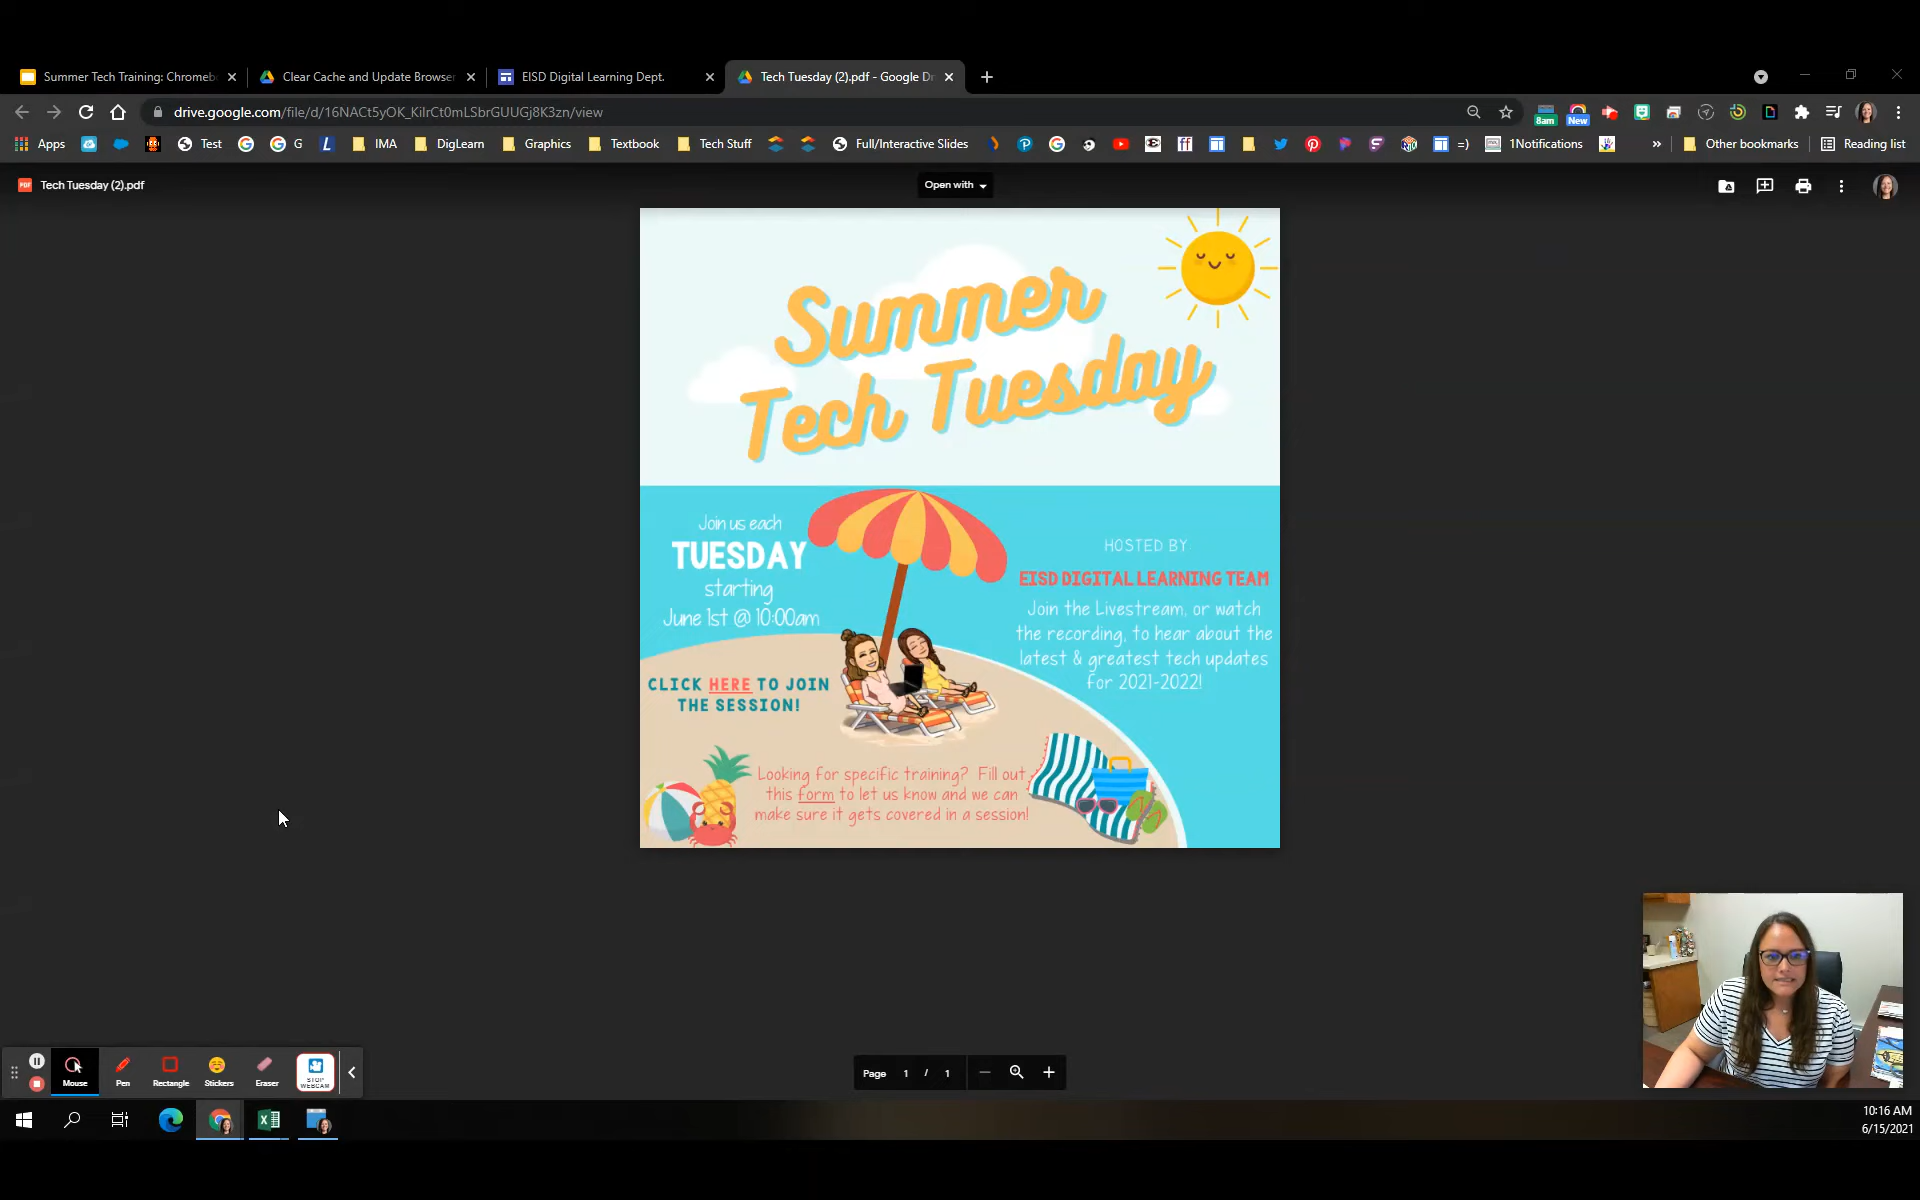 Summer Tech Training: Chromeb
Clear Cache and Update Browser
EISD Digital Learning Dept.
Tech Tuesday (2).pdf - Google Dr
drive.google.com/file/d/16NACt5yOK_KilrCt0mLSbrGUUGj8K3zn/view
8am
New
Apps
Test
G
L
IMA
DigLearn
Graphics
Textbook
Tech Stuff
Full/Interactive Slides
ff
=)
1Notifications
»
Other bookmarks
Reading list
PDF
Tech Tuesday (2).pdf
Open with
Summer
Tech Tuesday
Join us each
TUESDAY
starting
June 1st @ 10:00am
HOSTED BY
EISD DIGITAL LEARNING TEAM
Join the Livestream, or watch
the recording, to hear about the
latest & greatest tech updates
for 2021-2022!
CLICK HERE TO JOIN
THE SESSION!
Looking for specific training? Fill out
this form to let us know and we can
make sure it gets covered in a session!
Mouse
Pen
Rectangle
Stickers
Eraser
STOP
WEBCAM
Page 1 / 1
10:16 AM
6/15/2021